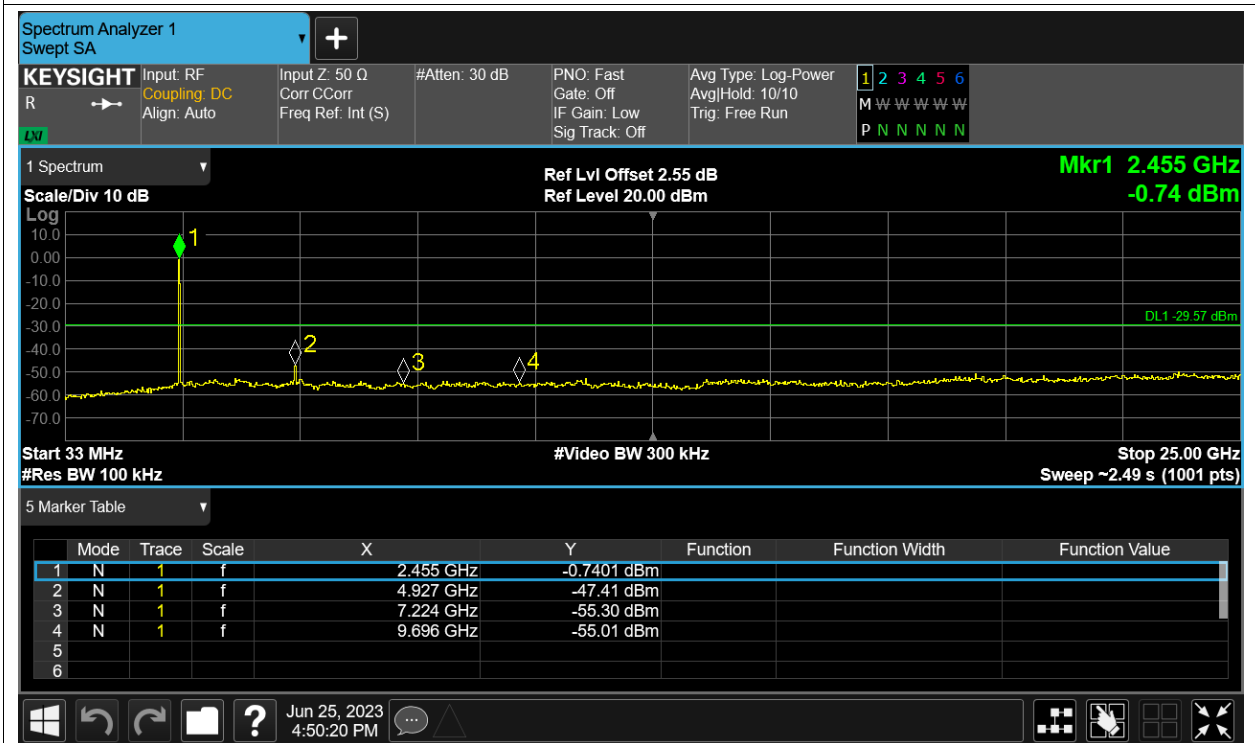 Spectrum Analyzer 1
Swept SA
KEYSIGHT Input: RF Input Z: 50 Ω #Atten: 30 dB PNO: Fast Avg Type: Log-Power 1 2 3 4 5 6
R Coupling: DC Corr CCorr Gate: Off Avg|Hold: 10/10 M W W W W W
Align: Auto Freq Ref: Int (S) IF Gain: Low Trig: Free Run
LXI Sig Track: Off P N N N N N
1 Spectrum Ref Lvl Offset 2.55 dB Mkr1 2.455 GHz
Scale/Div 10 dB Ref Level 20.00 dBm -0.74 dBm
Log
10.0 1
0.00
-10.0
-20.0
DL1 -29.57 dBm
-30.0
-40.0 2
3 4
-50.0
-60.0
-70.0
Start 33 MHz #Video BW 300 kHz Stop 25.00 GHz
#Res BW 100 kHz Sweep ~2.49 s (1001 pts)
5 Marker Table
Mode Trace Scale X Y Function Function Width Function Value
1 N 1 f 2.455 GHz -0.7401 dBm
2 N 1 f 4.927 GHz -47.41 dBm
3 N 1 f 7.224 GHz -55.30 dBm
4 N 1 f 9.696 GHz -55.01 dBm
5
6
? Jun 25, 2023
4:50:20 PM